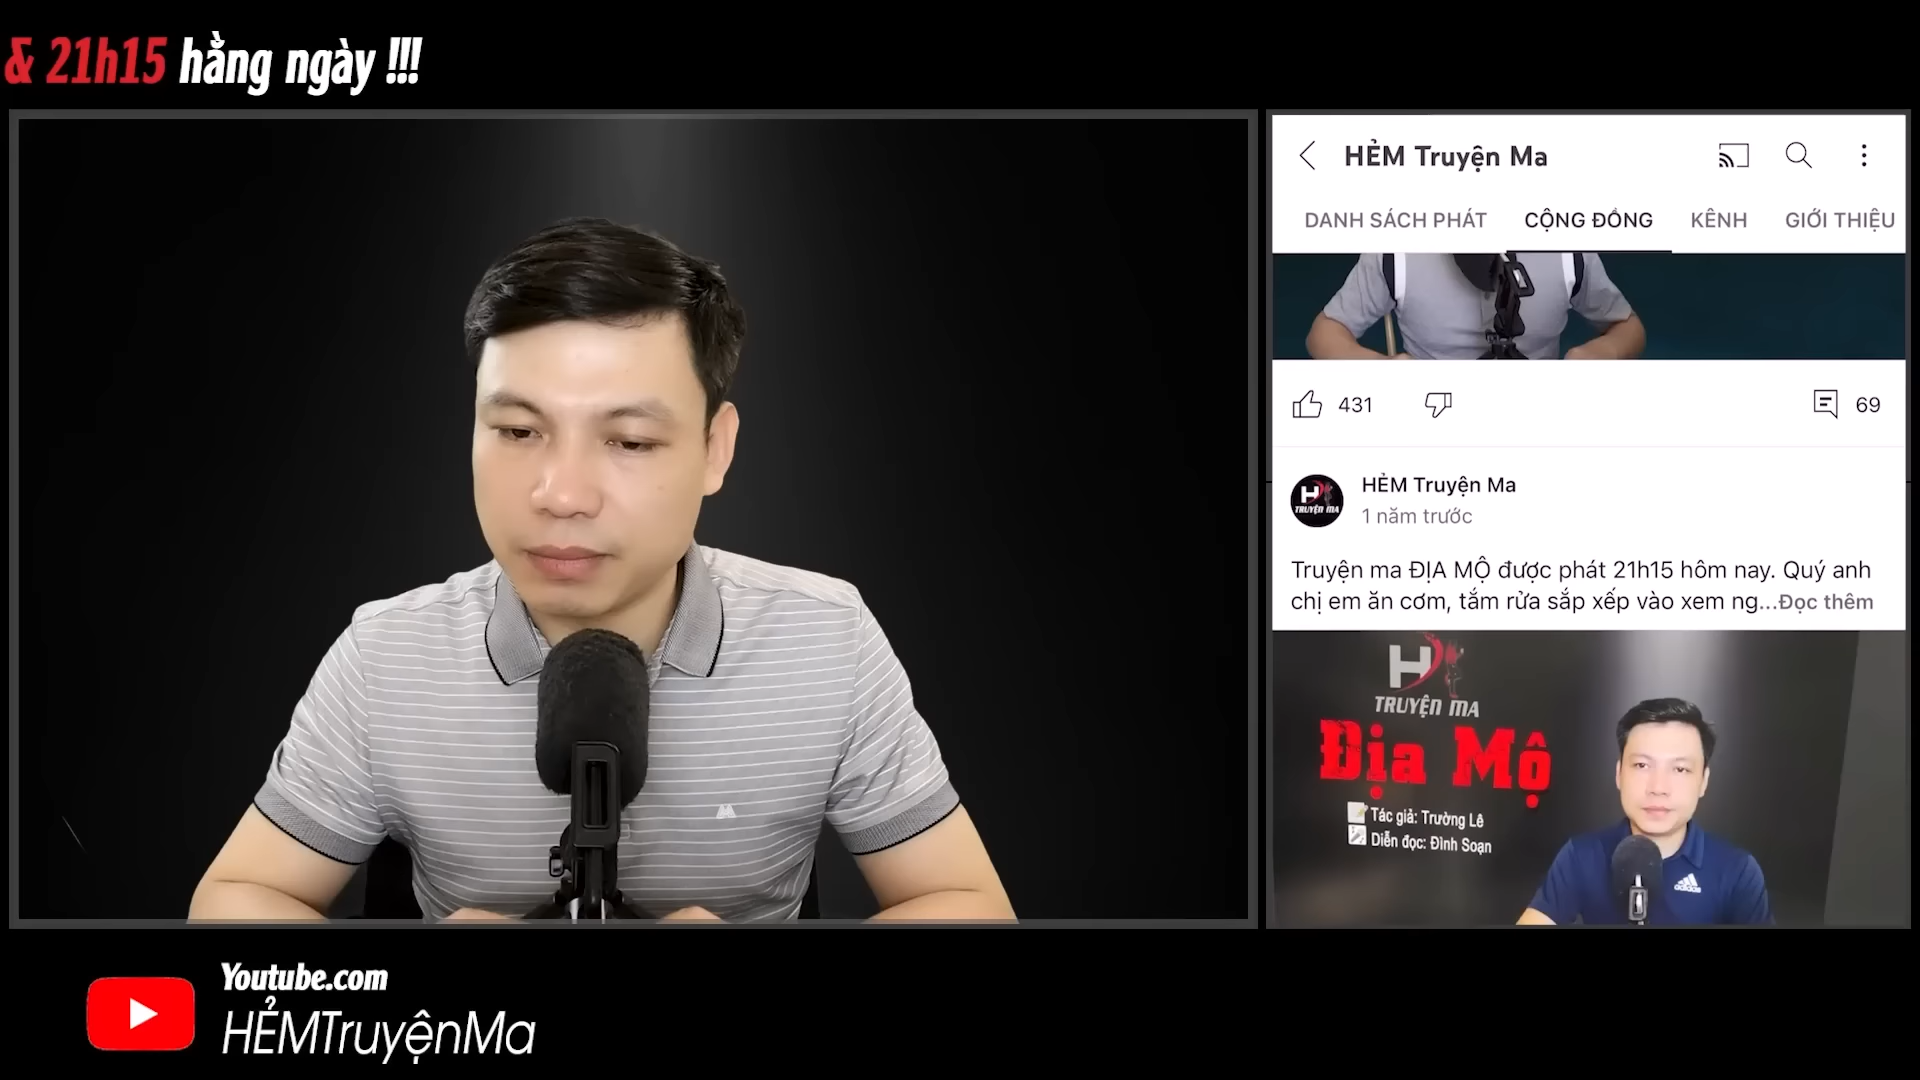 & 21h15 hằng ngày !!!
HẺM Truyện Ma
DANH SÁCH PHÁT
CỘNG ĐỒNG
KÊNH
GIỚI THIỆU
431
69
HẺM Truyện Ma
1 năm trước
H
TRUYỆN MA
Truyện ma ĐỊA MỘ được phát 21h15 hôm nay. Quý anh
chị em ăn cơm, tắm rửa sắp xếp vào xem ng...Đọc thêm
H
TRUYỆN MA
Địa Mộ
Tác giả: Trường Lê
Diễn đọc: Đình Soạn
adidas
Youtube.com
HẺMTruyệnMa